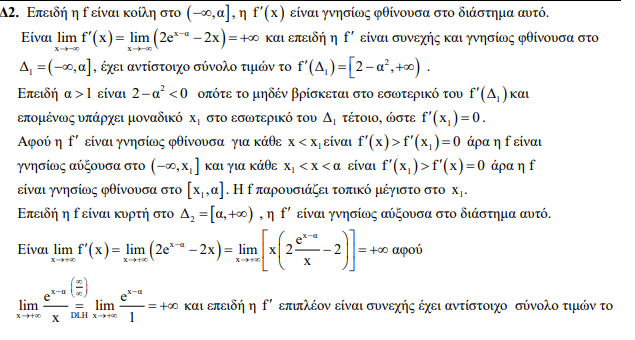 Δ2. Επειδή η f είναι κοίλη στο (−∞,α], η f′(x) είναι γνησίως φθίνουσα στο διάστημα αυτό.
Είναι lim_{x→−∞} f′(x) = lim_{x→−∞} (2e^{x−α} − 2x) = +∞ και επειδή η f′ είναι συνεχής και γνησίως φθίνουσα στο
Δ₁ = (−∞,α], έχει αντίστοιχο σύνολο τιμών το f′(Δ₁) = [2 − α², +∞) .
Επειδή α > 1 είναι 2 − α² < 0 οπότε το μηδέν βρίσκεται στο εσωτερικό του f′(Δ₁) και
επομένως υπάρχει μοναδικό x₁ στο εσωτερικό του Δ₁ τέτοιο, ώστε f′(x₁) = 0.
Αφού η f′ είναι γνησίως φθίνουσα για κάθε x < x₁ είναι f′(x) > f′(x₁) = 0 άρα η f είναι
γνησίως αύξουσα στο (−∞, x₁] και για κάθε x₁ < x < α είναι f′(x₁) > f′(x) = 0 άρα η f
είναι γνησίως φθίνουσα στο [x₁,α]. Η f παρουσιάζει τοπικό μέγιστο στο x₁.
Επειδή η f είναι κυρτή στο Δ₂ = [α,+∞) , η f′ είναι γνησίως αύξουσα στο διάστημα αυτό.
Είναι lim_{x→+∞} f′(x) = lim_{x→+∞} (2e^{x−α} − 2x) = lim_{x→+∞} [x(2 e^{x−α}/x − 2)] = +∞ αφού
lim_{x→+∞} e^{x−α}/x =^{(∞/∞)}_{DLH} lim_{x→+∞} e^{x−α}/1 = +∞ και επειδή η f′ επιπλέον είναι συνεχής έχει αντίστοιχο σύνολο τιμών το